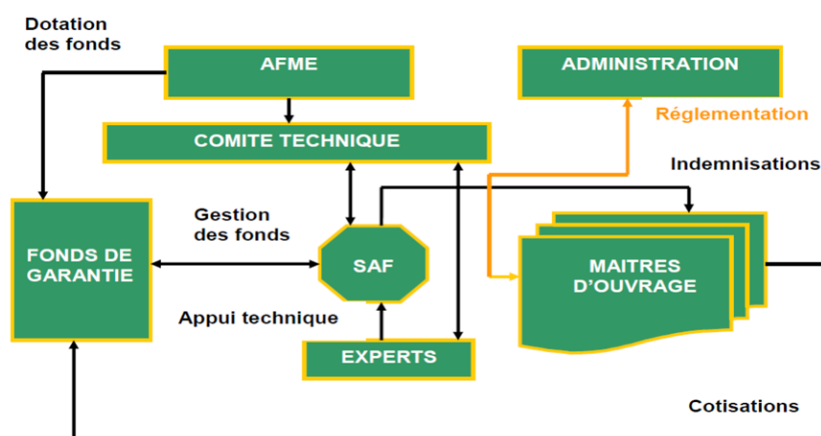 Dotation
des fonds
AFME
ADMINISTRATION
Réglementation
COMITE TECHNIQUE
Indemnisations
Gestion
des fonds
FONDS DE
GARANTIE
SAF
MAITRES
D'OUVRAGE
Appui technique
EXPERTS
Cotisations